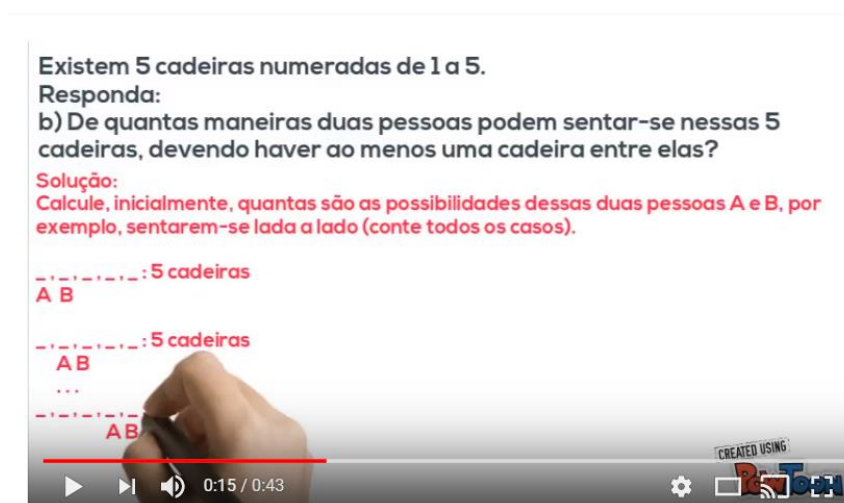 Existem 5 cadeiras numeradas de 1 a 5.
Responda:
b) De quantas maneiras duas pessoas podem sentar-se nessas 5
cadeiras, devendo haver ao menos uma cadeira entre elas?
Solução:
Calcule, inicialmente, quantas são as possibilidades dessas duas pessoas A e B, por
exemplo, sentarem-se lada a lado (conte todos os casos).
_,_,_,_,_: 5 cadeiras
A B
_,_,_,_,_: 5 cadeiras
A B
...
_,_,_,_,_
A B
CREATED USING
POWTOON
0:15 / 0:43